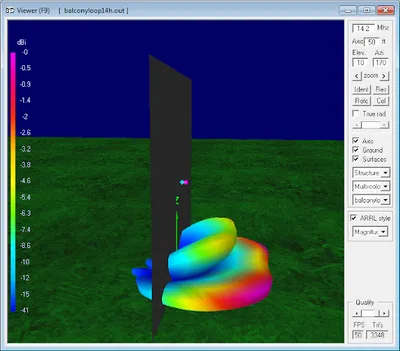 3D Viewer (F9) [ balconyloop14h.out ]
dBi
-0
-0.5
-0.9
-1.4
-2
-2.6
-3.2
-3.8
-4.6
-5.4
-6.3
-7.4
-8.6
-10
-12
-15
-41
Z
14.2 Mhz
Axis 50 ft
Elev. Azi
10 170
< zoom >
Ident Res
Rotc Col
True rad.
Axis
Ground
Surfaces
Structure
Multi-colo
balconylo
ARRL style
Magnitu
Quality
FPS Tri's
50 3348